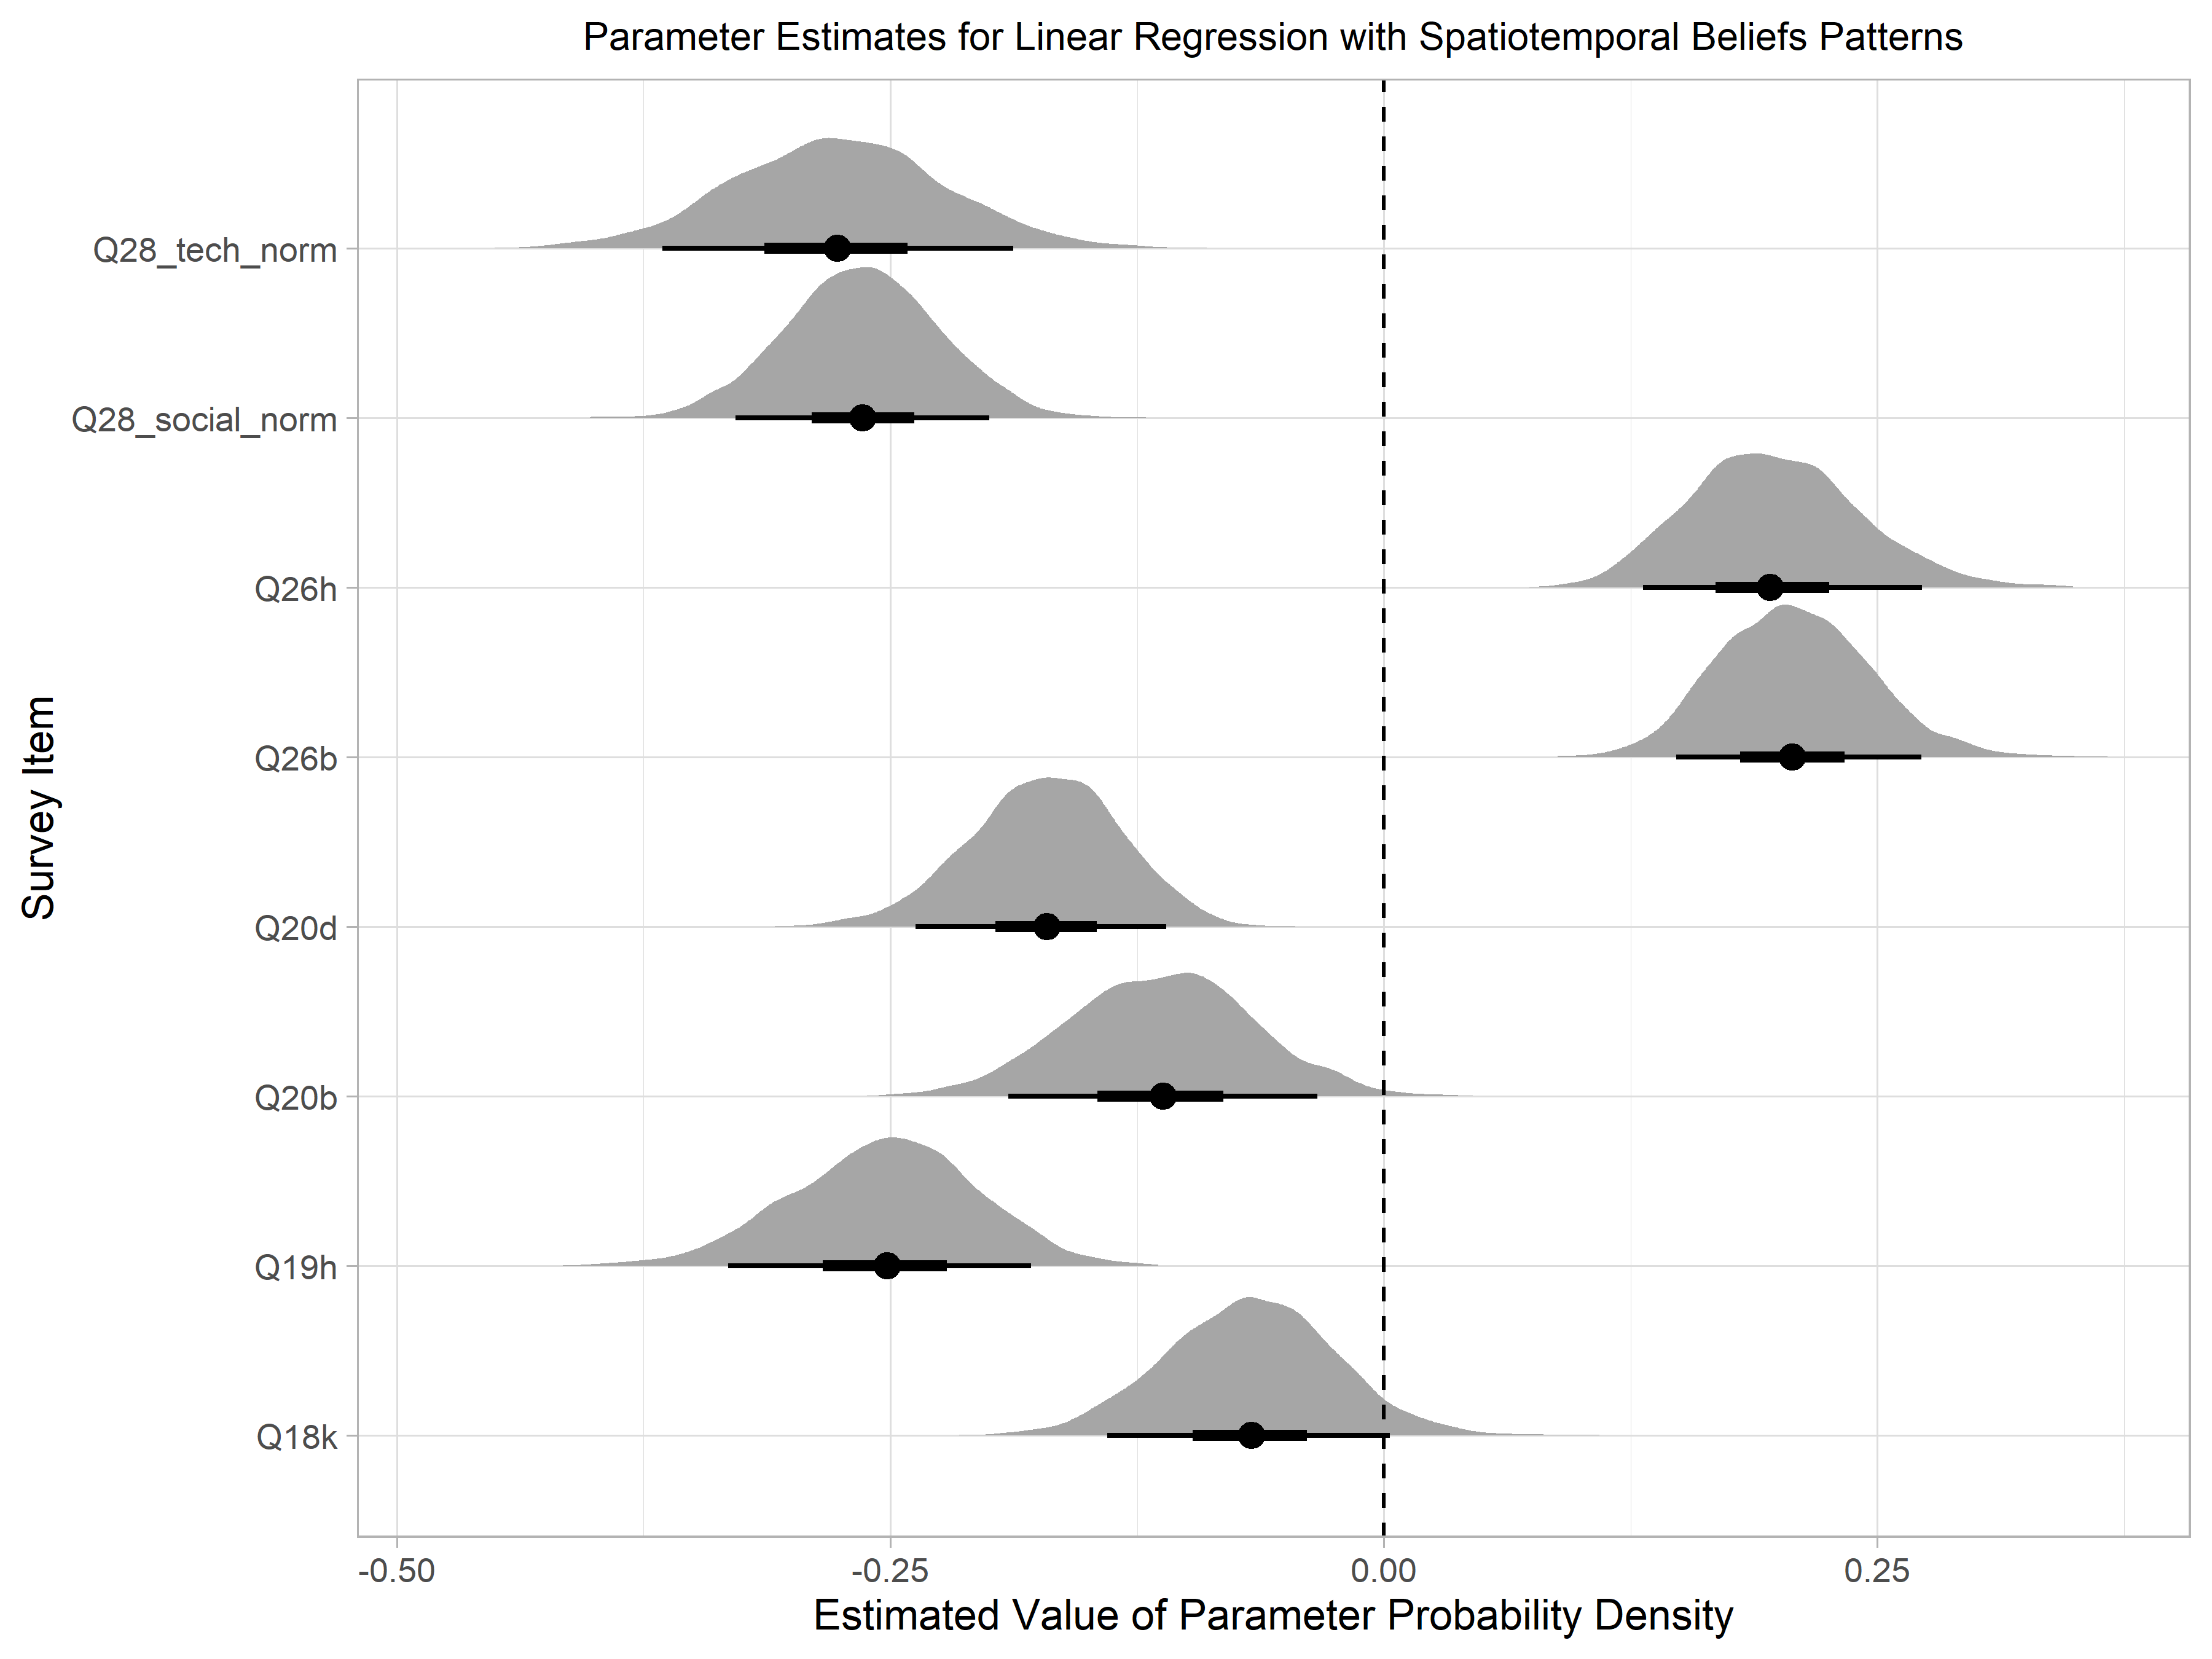 Parameter Estimates for Linear Regression with Spatiotemporal Beliefs Patterns
Survey Item
Q28_tech_norm
Q28_social_norm
Q26h
Q26b
Q20d
Q20b
Q19h
Q18k
-0.50 -0.25 0.00 0.25
Estimated Value of Parameter Probability Density